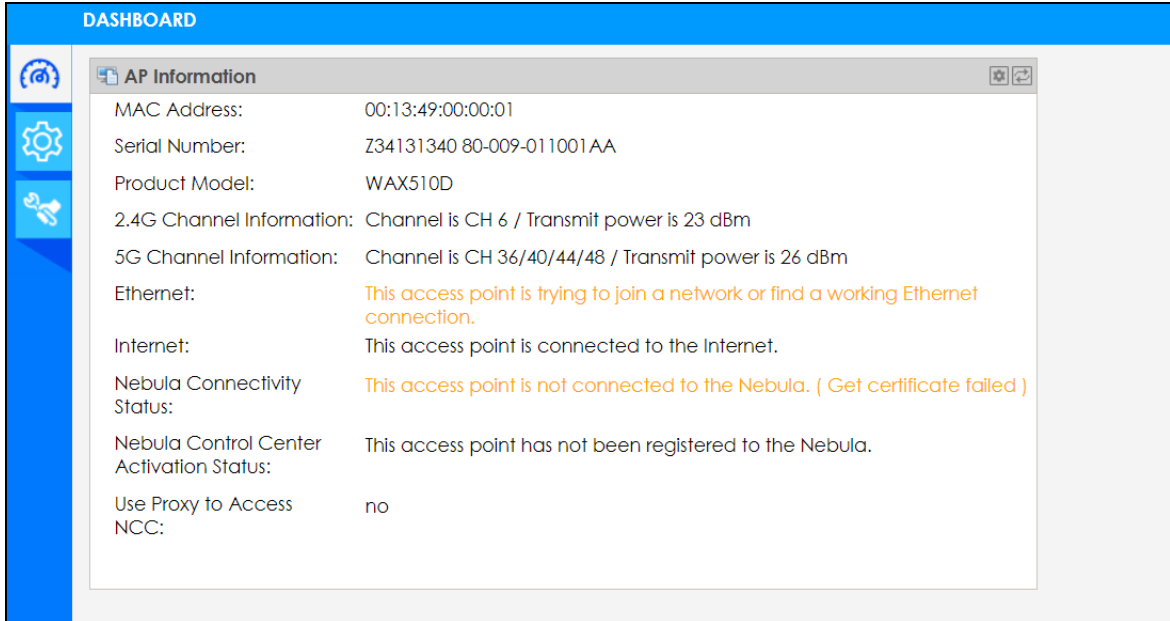 DASHBOARD
AP Information
MAC Address: 00:13:49:00:00:01
Serial Number: Z34131340 80-009-011001AA
Product Model: WAX510D
2.4G Channel Information: Channel is CH 6 / Transmit power is 23 dBm
5G Channel Information: Channel is CH 36/40/44/48 / Transmit power is 26 dBm
Ethernet: This access point is trying to join a network or find a working Ethernet
connection.
Internet: This access point is connected to the Internet.
Nebula Connectivity This access point is not connected to the Nebula. ( Get certificate failed )
Status:
Nebula Control Center This access point has not been registered to the Nebula.
Activation Status:
Use Proxy to Access no
NCC: